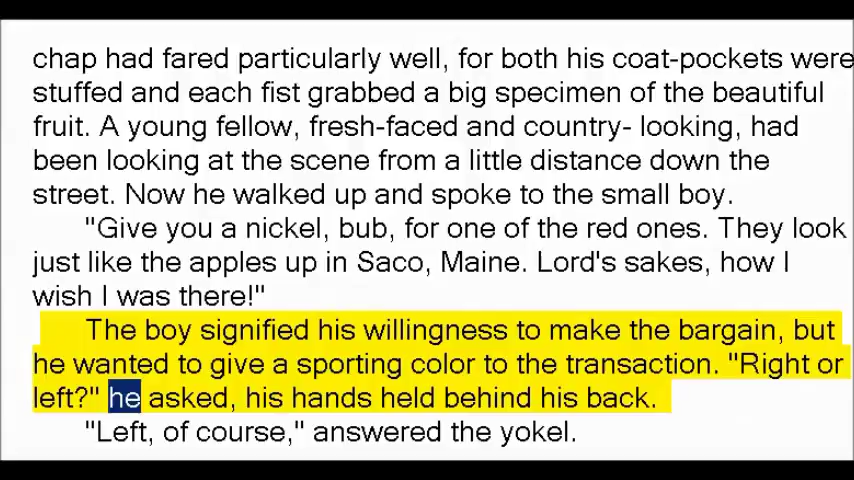 chap had fared particularly well, for both his coat-pockets were
stuffed and each fist grabbed a big specimen of the beautiful
fruit. A young fellow, fresh-faced and country- looking, had
been looking at the scene from a little distance down the
street. Now he walked up and spoke to the small boy.
"Give you a nickel, bub, for one of the red ones. They look
just like the apples up in Saco, Maine. Lord's sakes, how I
wish I was there!"
The boy signified his willingness to make the bargain, but
he wanted to give a sporting color to the transaction. "Right or
left?" he asked, his hands held behind his back.
"Left, of course," answered the yokel.